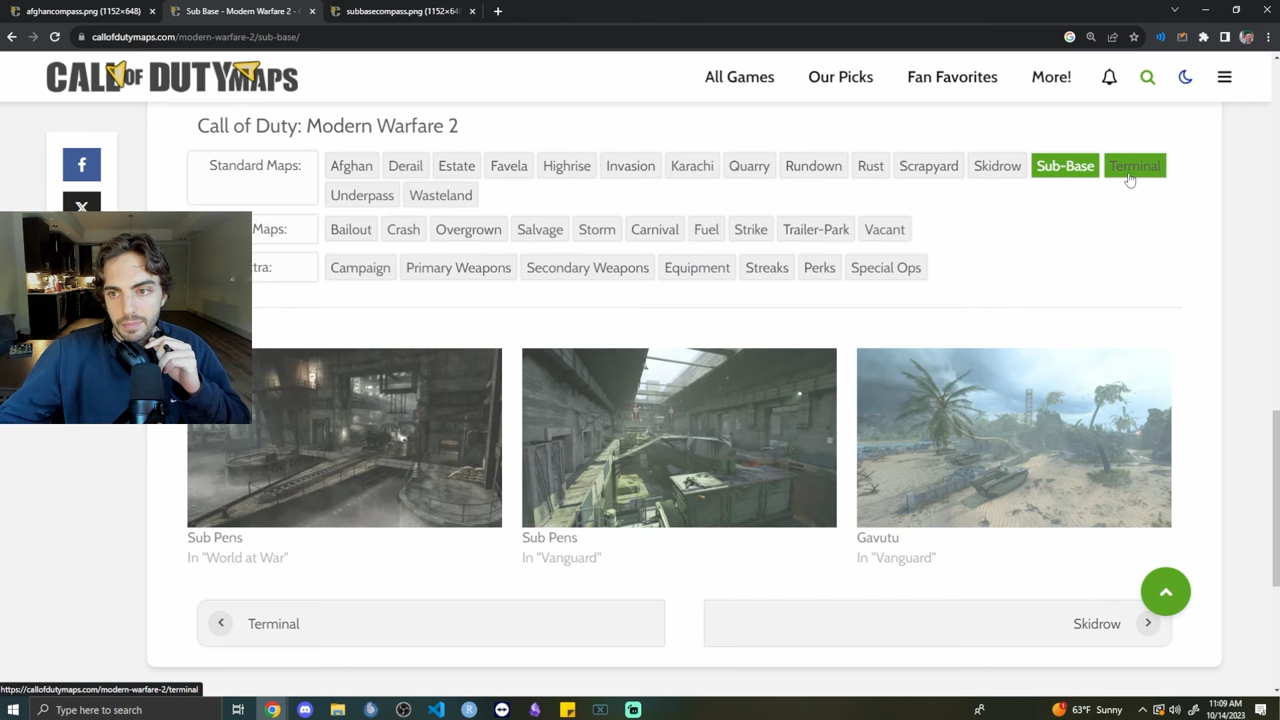 afghancompass.png (1152×648)
Sub Base - Modern Warfare 2 -
subbasecompass.png (1152×64
callofdutymaps.com/modern-warfare-2/sub-base/
CALL OF DUTY MAPS
All Games
Our Picks
Fan Favorites
More!
Call of Duty: Modern Warfare 2
Standard Maps:
Afghan
Derail
Estate
Favela
Highrise
Invasion
Karachi
Quarry
Rundown
Rust
Scrapyard
Skidrow
Sub-Base
Terminal
Underpass
Wasteland
Maps:
Bailout
Crash
Overgrown
Salvage
Storm
Carnival
Fuel
Strike
Trailer-Park
Vacant
tra:
Campaign
Primary Weapons
Secondary Weapons
Equipment
Streaks
Perks
Special Ops
Sub Pens
In "World at War"
Sub Pens
In "Vanguard"
Gavutu
In "Vanguard"
Terminal
Skidrow
https://callofdutymaps.com/modern-warfare-2/terminal
Type here to search
63°F Sunny
11:09 AM
10/14/2023